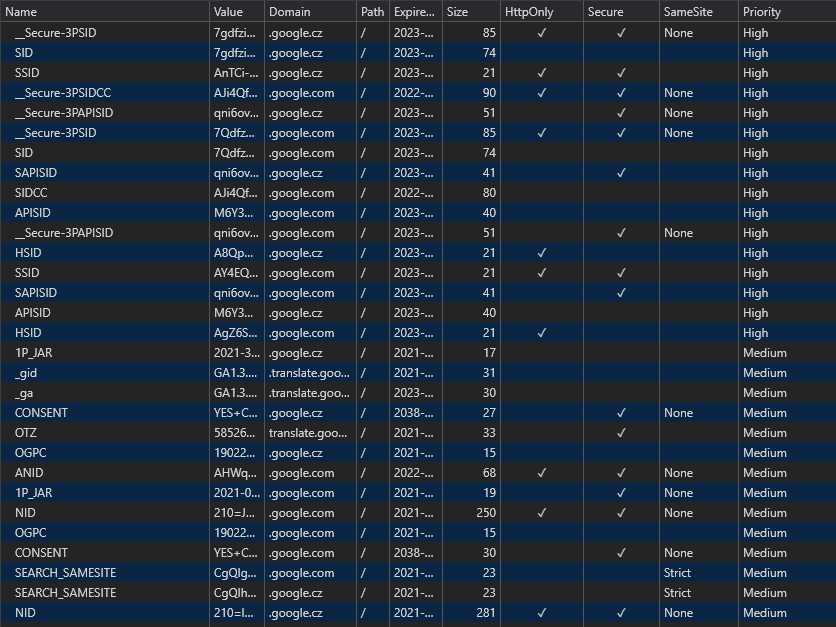 Name Value Domain Path Expire... Size HttpOnly Secure SameSite Priority
__Secure-3PSID 7gdfzi... .google.cz / 2023-... 85 ✓ ✓ None High
SID 7gdfzi... .google.cz / 2023-... 74 High
SSID AnTCi-... .google.cz / 2023-... 21 ✓ ✓ High
__Secure-3PSIDCC AJi4Qf... .google.com / 2022-... 90 ✓ ✓ None High
__Secure-3PAPISID qni6ov... .google.cz / 2023-... 51 ✓ None High
__Secure-3PSID 7Qdfz... .google.com / 2023-... 85 ✓ ✓ None High
SID 7Qdfz... .google.com / 2023-... 74 High
SAPISID qni6ov... .google.cz / 2023-... 41 ✓ High
SIDCC AJi4Qf... .google.com / 2022-... 80 High
APISID M6Y3... .google.com / 2023-... 40 High
__Secure-3PAPISID qni6ov... .google.com / 2023-... 51 ✓ None High
HSID A8Qp... .google.cz / 2023-... 21 ✓ High
SSID AY4EQ... .google.com / 2023-... 21 ✓ ✓ High
SAPISID qni6ov... .google.com / 2023-... 41 ✓ High
APISID M6Y3... .google.cz / 2023-... 40 High
HSID AgZ6S... .google.com / 2023-... 21 ✓ High
1P_JAR 2021-3... .google.cz / 2021-... 17 Medium
_gid GA1.3.... .translate.goo... / 2021-... 31 Medium
_ga GA1.3.... .translate.goo... / 2023-... 30 Medium
CONSENT YES+C... .google.cz / 2038-... 27 ✓ None Medium
OTZ 58526... translate.goo... / 2021-... 33 ✓ Medium
OGPC 19022... .google.cz / 2021-... 15 Medium
ANID AHWq... .google.com / 2022-... 68 ✓ ✓ None Medium
1P_JAR 2021-0... .google.com / 2021-... 19 ✓ None Medium
NID 210=J... .google.com / 2021-... 250 ✓ ✓ None Medium
OGPC 19022... .google.com / 2021-... 15 Medium
CONSENT YES+C... .google.com / 2038-... 30 ✓ None Medium
SEARCH_SAMESITE CgQIg... .google.com / 2021-... 23 Strict Medium
SEARCH_SAMESITE CgQIh... .google.cz / 2021-... 23 Strict Medium
NID 210=I... .google.cz / 2021-... 281 ✓ ✓ None Medium